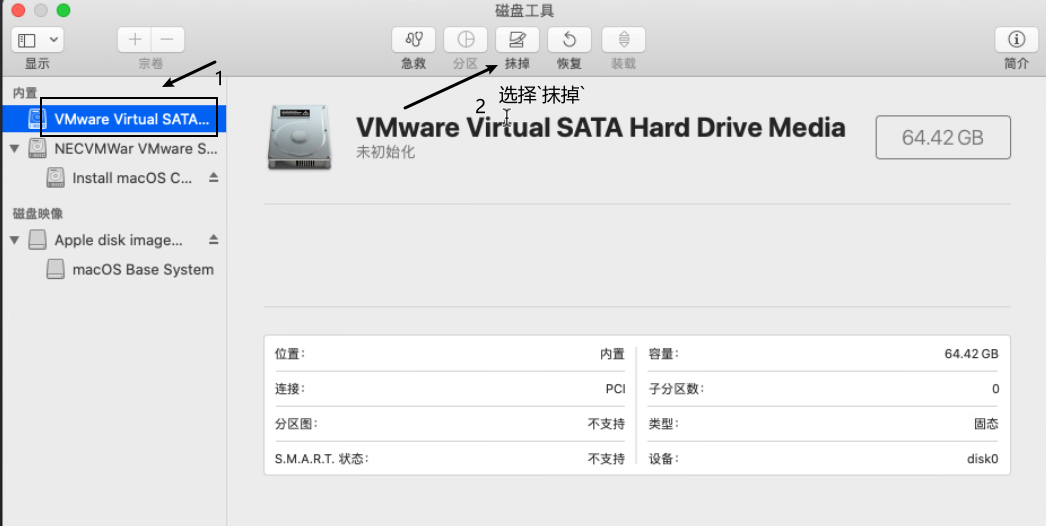 磁盘工具
显示
宗卷
急救
分区
抹掉
恢复
装载
简介
1
2 选择`抹掉`
内置
VMware Virtual SATA...
NECVMWar VMware S...
Install macOS C...
磁盘映像
Apple disk image...
macOS Base System
VMware Virtual SATA Hard Drive Media
未初始化
64.42 GB
位置： 内置
容量： 64.42 GB
连接： PCI
子分区数： 0
分区图： 不支持
类型： 固态
S.M.A.R.T. 状态： 不支持
设备： disk0